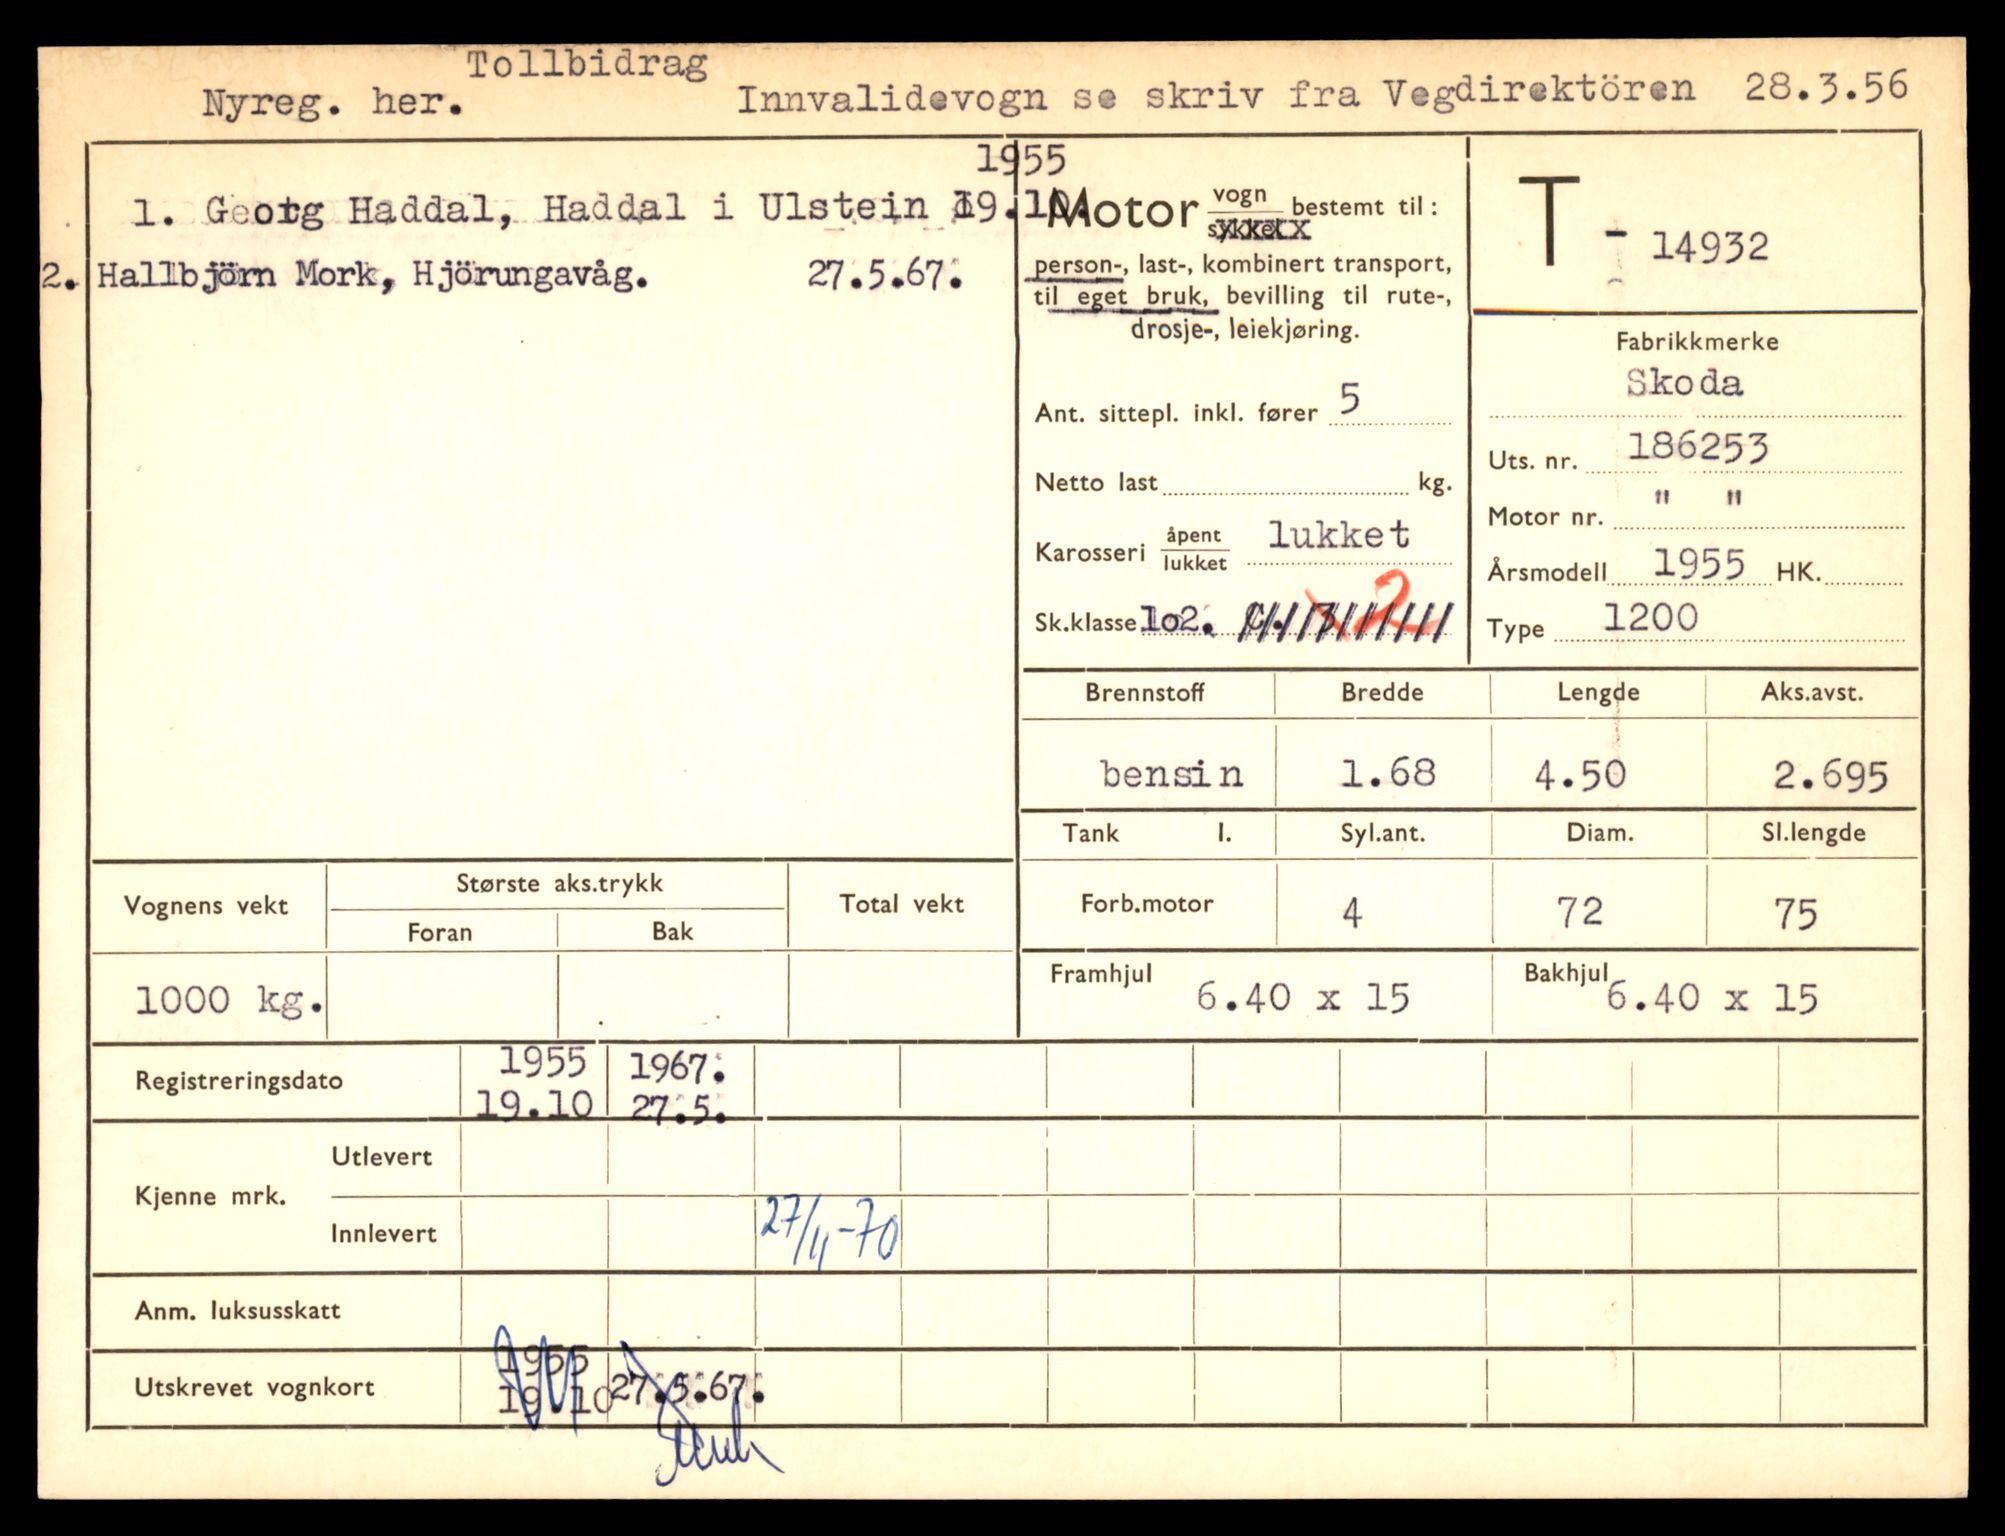 Tollbidrag
Nyreg. her. Innvalidevogn se skriv fra Vegdirektören 28.3.56
1955
1. Georg Haddal, Haddal i Ulstein 19.10.
2. Hallbjörn Mork, Hjörungavåg. 27.5.67.
Motor vogn bestemt til:
sykkel
person-, last-, kombinert transport,
til eget bruk, bevilling til rute-,
drosje-, leiekjøring.
Ant. sittepl. inkl. fører 5
Netto last kg.
Karosseri åpent lukket
lukket
Sk.klasse 1o2. 2
T - 14932
Fabrikkmerke
Skoda
Uts. nr. 186253
Motor nr. " "
Årsmodell 1955 HK.
Type 1200
Brennstoff Bredde Lengde Aks.avst.
bensin 1.68 4.50 2.695
Tank l. Syl.ant. Diam. Sl.lengde
Forb.motor 4 72 75
Framhjul 6.40 x 15 Bakhjul 6.40 x 15
Vognens vekt Største aks.trykk Total vekt
Foran Bak
1000 kg.
Registreringsdato 1955 1967.
19.10 27.5.
Kjenne mrk. Utlevert
Innlevert 27/11-70
Anm. luksusskatt
Utskrevet vognkort 1955
19.10 27.5.67.